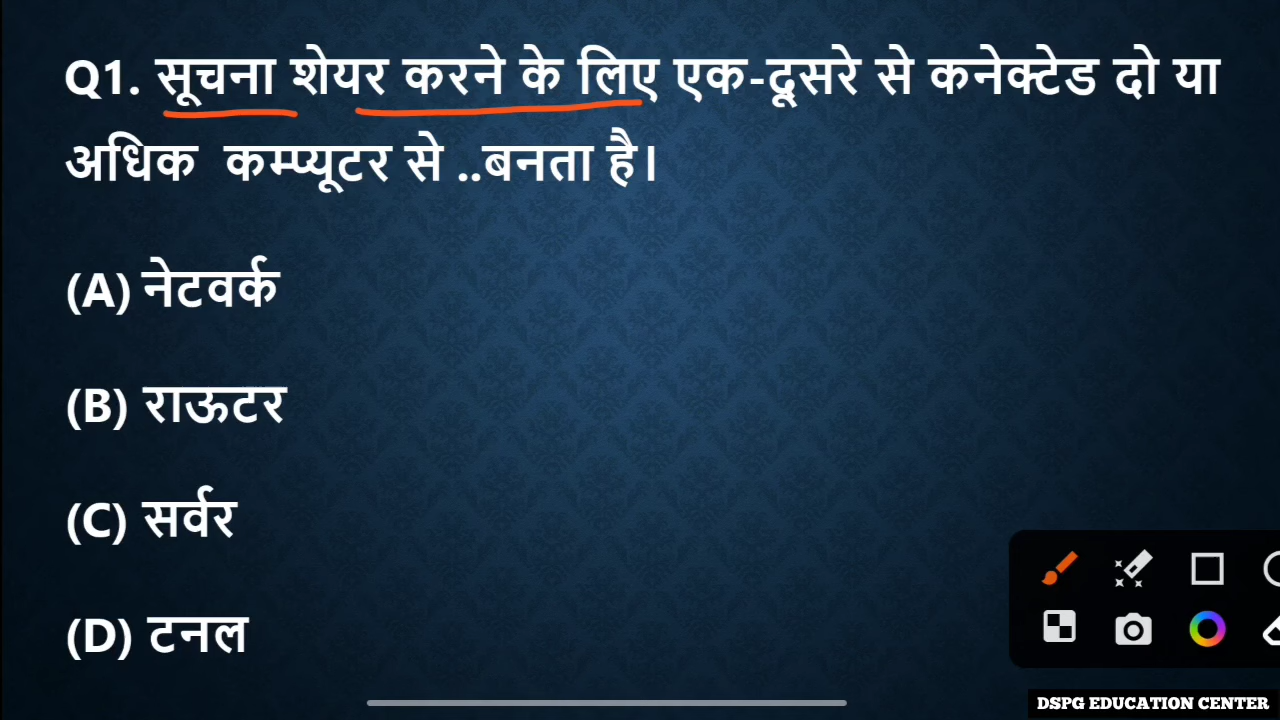 Q1. सूचना शेयर करने के लिए एक-दूसरे से कनेक्टेड दो या
अधिक कम्प्यूटर से ..बनता है।
(A) नेटवर्क
(B) राऊटर
(C) सर्वर
(D) टनल
DSPG EDUCATION CENTER